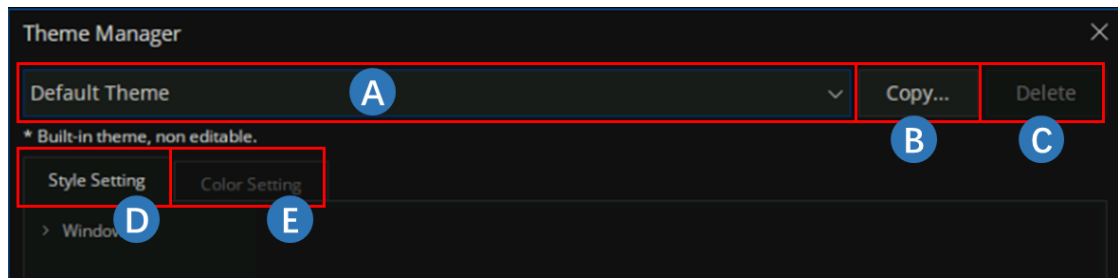 Theme Manager
Default Theme
A
Copy...
Delete
* Built-in theme, non editable.
B
C
Style Setting
Color Setting
D
E
> Window